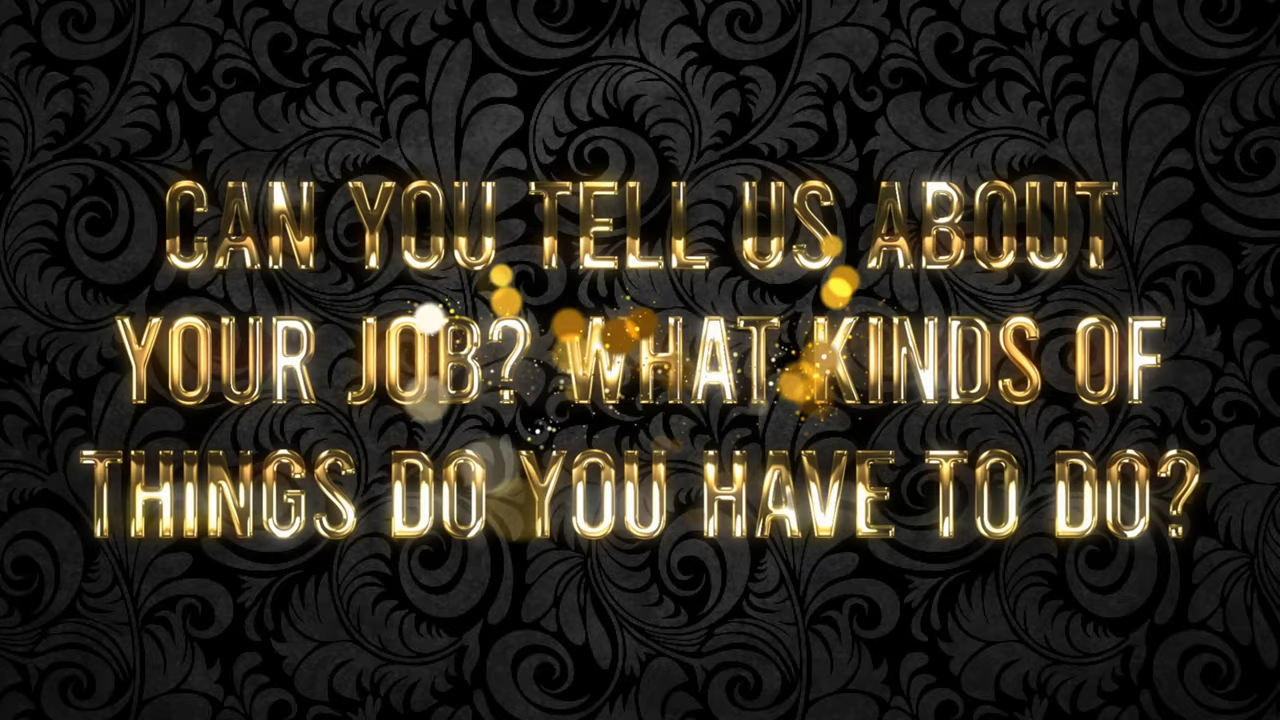 CAN YOU TELL US ABOUT
YOUR JOB? WHAT KINDS OF
THINGS DO YOU HAVE TO DO?